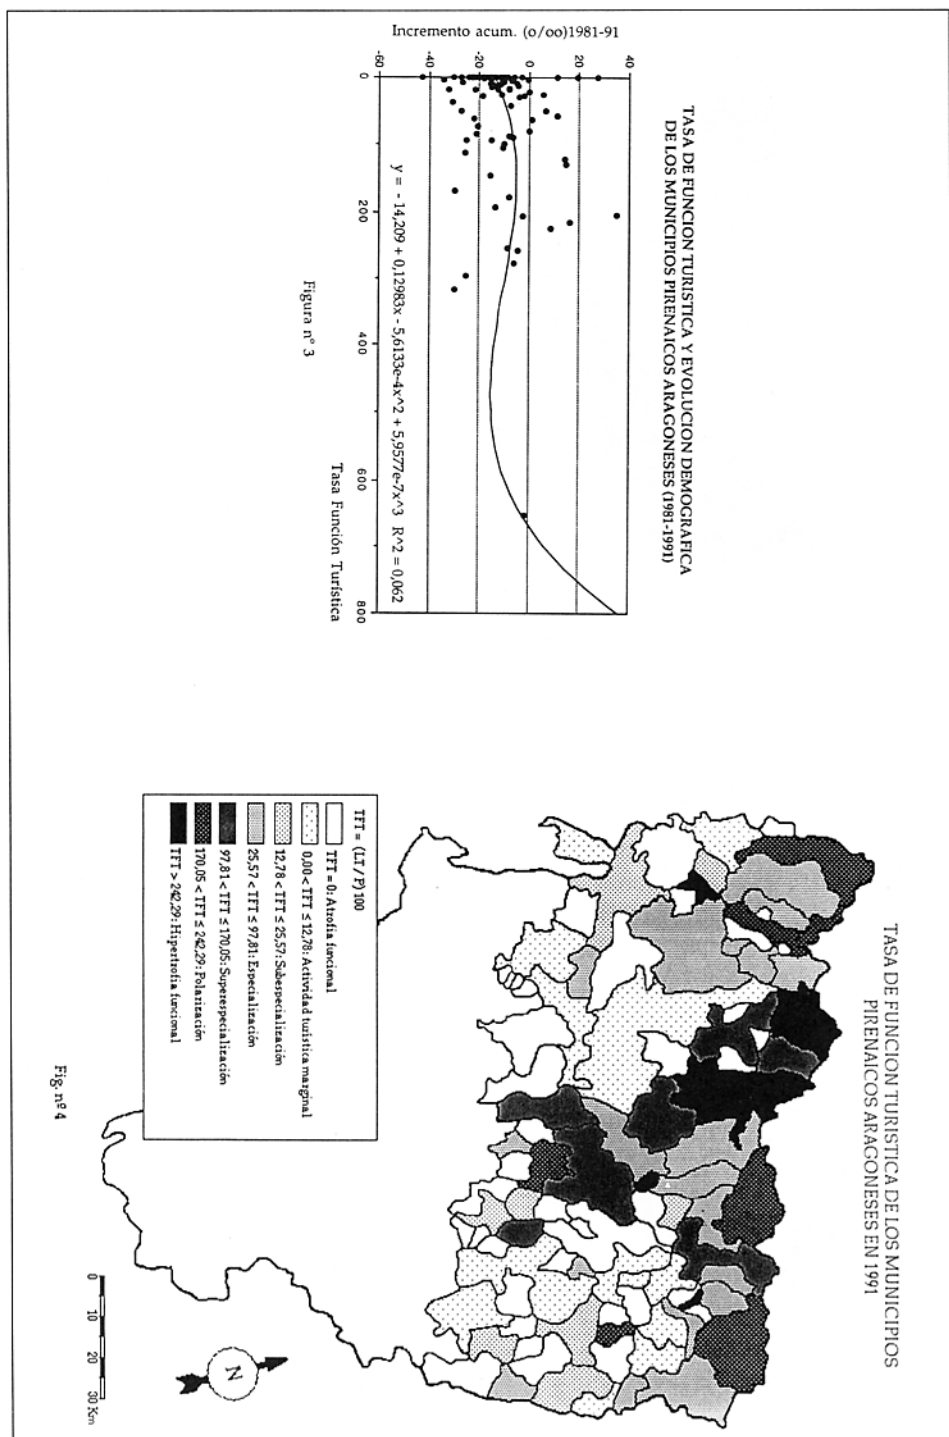 TASA DE FUNCION TURISTICA Y EVOLUCION DEMOGRAFICA
DE LOS MUNICIPIOS PIRENAICOS ARAGONESES (1981-1991)
Incremento acum. (o/oo)1981-91
40
20
0
-20
-40
-60
0
200
400
600
800
y = - 14,209 + 0,12983x - 5,6133e-4x^2 + 5,9577e-7x^3 R^2 = 0,062
Tasa Función Turística
Figura nº 3
TASA DE FUNCION TURISTICA DE LOS MUNICIPIOS
PIRENAICOS ARAGONESES EN 1991
TFT = (LT / P) 100
TFT = 0: Atrofia funcional
0,00 < TFT ≤ 12,78: Actividad turística marginal
12,78 < TFT ≤ 25,57: Subespecialización
25,57 < TFT ≤ 97,81: Especialización
97,81 < TFT ≤ 170,05: Superespecialización
170,05 < TFT ≤ 242,29: Polarización
TFT > 242,29: Hipertrofia funcional
N
0 10 20 30 Km
Fig. nº 4